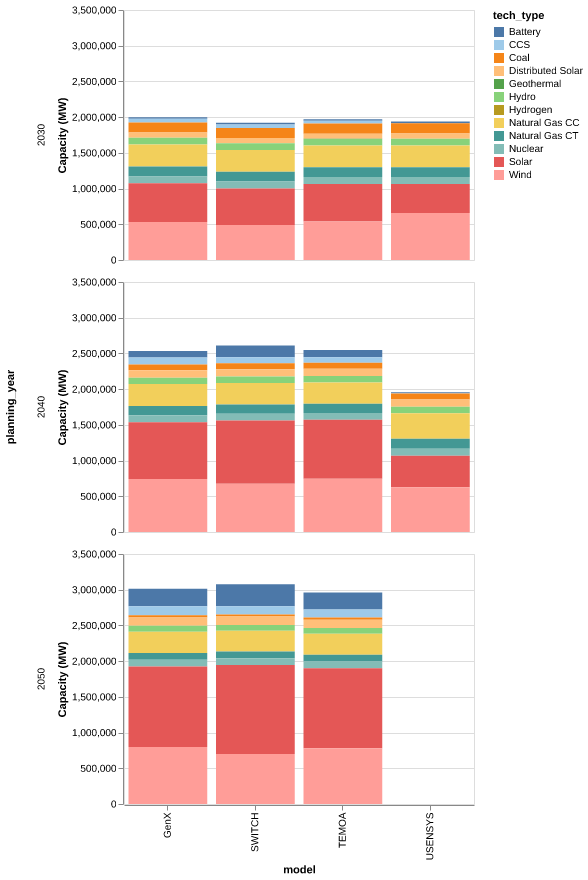 3,500,000
3,000,000
2,500,000
2,000,000
1,500,000
1,000,000
500,000
0
Capacity (MW)
2030
tech_type
Battery
CCS
Coal
Distributed Solar
Geothermal
Hydro
Hydrogen
Natural Gas CC
Natural Gas CT
Nuclear
Solar
Wind
planning_year
3,500,000
3,000,000
2,500,000
2,000,000
1,500,000
1,000,000
500,000
0
Capacity (MW)
2040
3,500,000
3,000,000
2,500,000
2,000,000
1,500,000
1,000,000
500,000
0
Capacity (MW)
2050
GenX
SWITCH
TEMOA
USENSYS
model